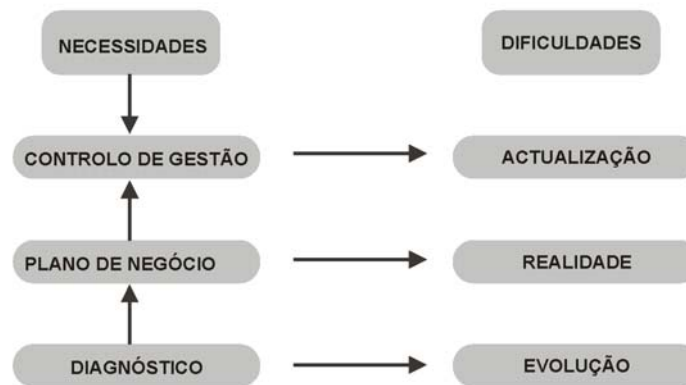 NECESSIDADES
DIFICULDADES
CONTROLO DE GESTÃO
ACTUALIZAÇÃO
PLANO DE NEGÓCIO
REALIDADE
DIAGNÓSTICO
EVOLUÇÃO